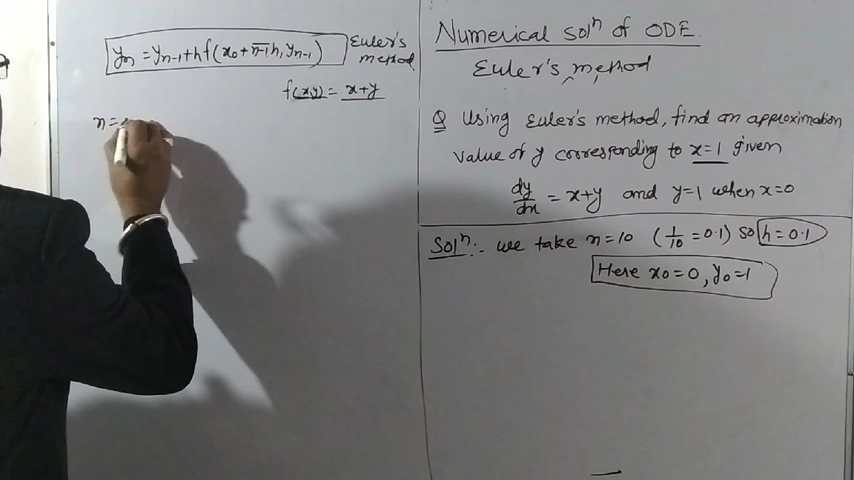 yn = yn-1 + hf(x0 + n-1 h, yn-1) Euler's method
f(x,y) = x+y
n=
Numerical Solⁿ of ODE.
Euler's method
Q Using Euler's method, find an approximation
value of y corresponding to x=1 given
dy/dx = x+y and y=1 when x=0
Solⁿ:- we take n=10 (1/10 = 0.1) so h=0.1
Here x0=0, y0=1